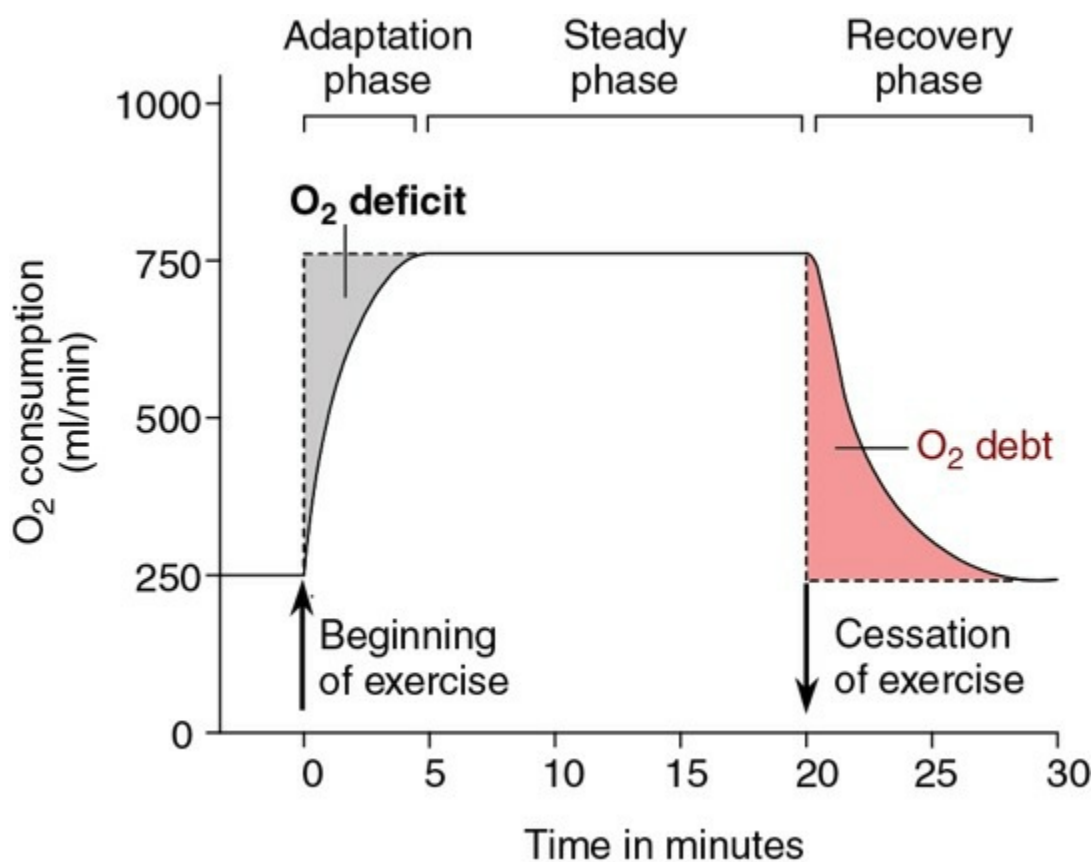 Adaptation
phase
Steady
phase
Recovery
phase
1000
O₂ deficit
750
500
O₂ debt
250
Beginning
of exercise
Cessation
of exercise
0
O₂ consumption
(ml/min)
0 5 10 15 20 25 30
Time in minutes